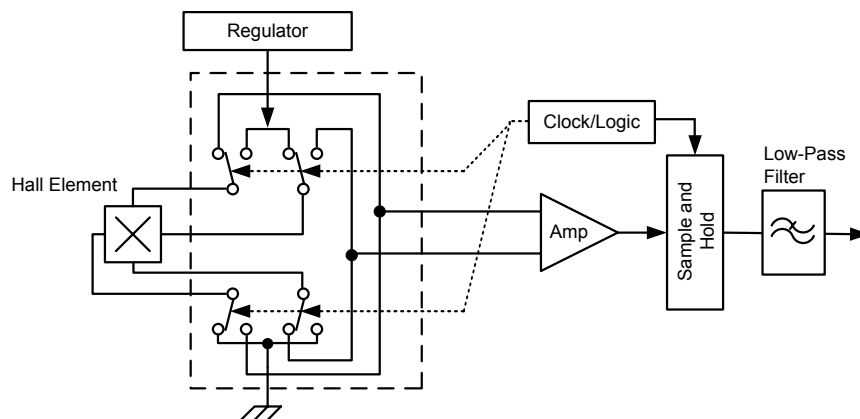 Regulator
Clock/Logic
Hall Element
Amp
Sample and
Hold
Low-Pass
Filter